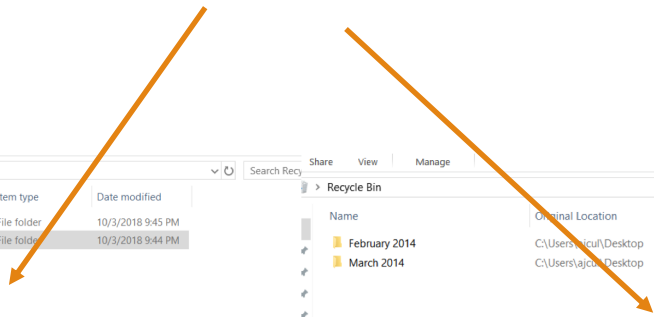 Search Recy
Item type Date modified
File folder 10/3/2018 9:45 PM
File folder 10/3/2018 9:44 PM
Share View Manage
> Recycle Bin
Name Original Location
February 2014 C:\Users\ajcul\Desktop
March 2014 C:\Users\ajcul\Desktop